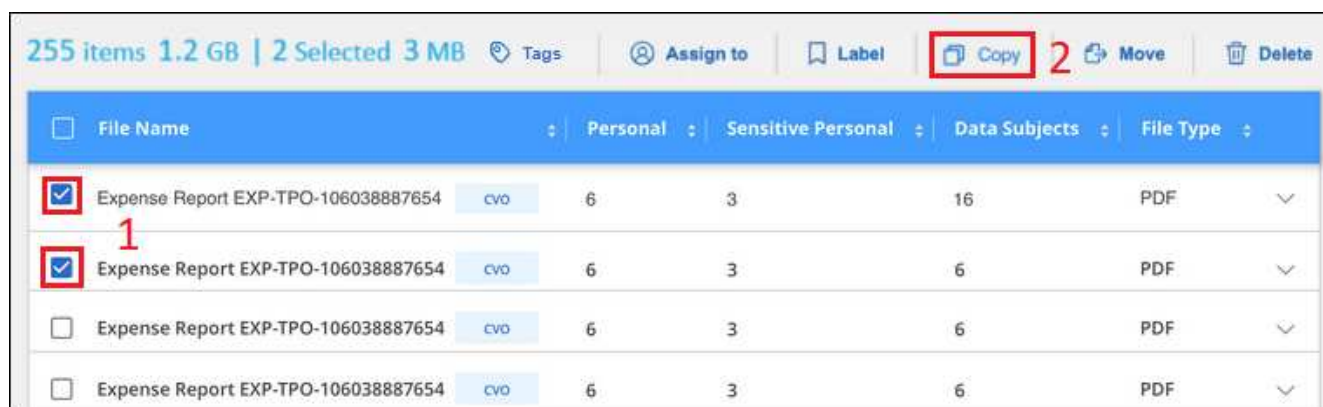 255 items 1.2 GB | 2 Selected 3 MB Tags Assign to Label Copy 2 Move Delete
File Name Personal Sensitive Personal Data Subjects File Type
Expense Report EXP-TPO-106038887654 CVO 6 3 16 PDF
1
Expense Report EXP-TPO-106038887654 CVO 6 3 6 PDF
Expense Report EXP-TPO-106038887654 CVO 6 3 6 PDF
Expense Report EXP-TPO-106038887654 CVO 6 3 6 PDF